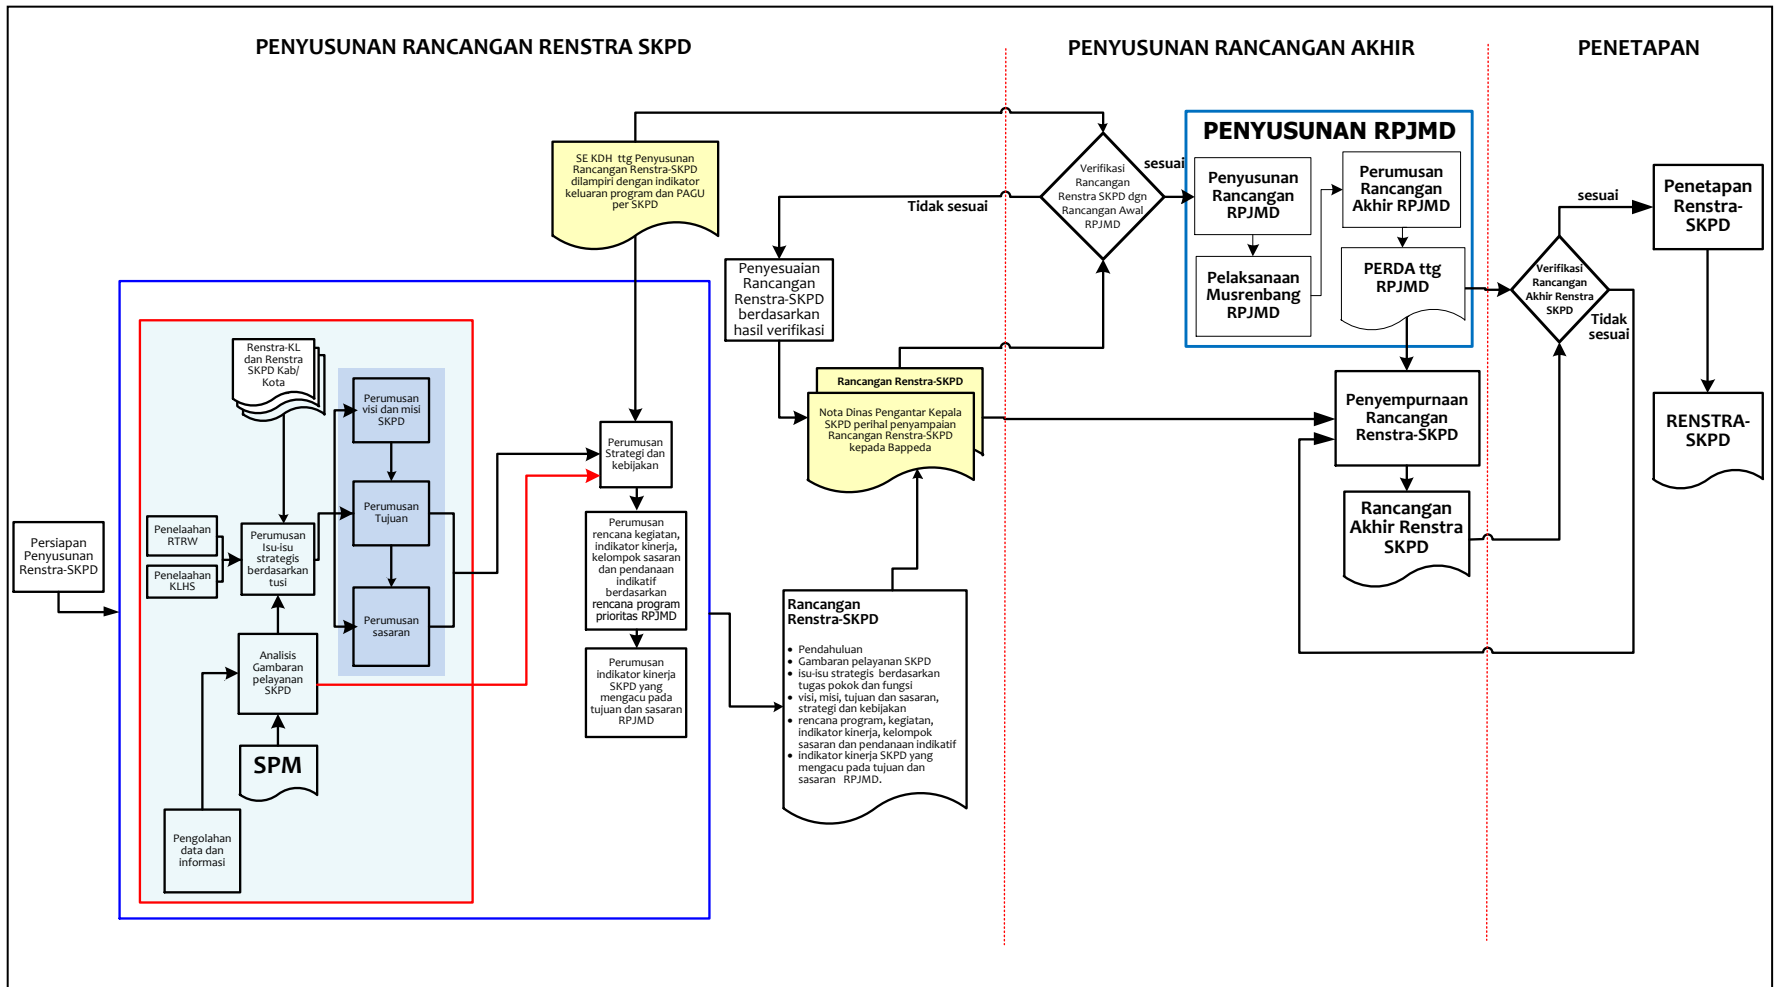 PENYUSUNAN RANCANGAN RENSTRA SKPD
PENYUSUNAN RANCANGAN AKHIR
PENETAPAN
SE KDH ttg Penyusunan
Rancangan Renstra-SKPD
dilampiri dengan indikator
keluaran program dan PAGU
per SKPD
Tidak sesuai
Verifikasi
Rancangan
Renstra SKPD dgn
Rancangan Awal
RPJMD
sesuai
PENYUSUNAN RPJMD
Penyusunan
Rancangan
RPJMD
Perumusan
Rancangan
Akhir RPJMD
Pelaksanaan
Musrenbang
RPJMD
PERDA ttg
RPJMD
sesuai
Penetapan
Renstra-
SKPD
Verifikasi
Rancangan
Akhir Renstra
SKPD
Tidak
sesuai
Penyesuaian
Rancangan
Renstra-SKPD
berdasarkan
hasil verifikasi
Renstra-KL
dan Renstra
SKPD Kab/
Kota
Perumusan
visi dan misi
SKPD
Perumusan
Strategi dan
kebijakan
Rancangan Renstra-SKPD
Nota Dinas Pengantar Kepala
SKPD perihal penyampaian
Rancangan Renstra-SKPD
kepada Bappeda
Penyempurnaan
Rancangan
Renstra-SKPD
RENSTRA-
SKPD
Persiapan
Penyusunan
Renstra-SKPD
Penelaahan
RTRW
Penelaahan
KLHS
Perumusan
Isu-isu
strategis
berdasarkan
tusi
Perumusan
Tujuan
Perumusan
rencana kegiatan,
indikator kinerja,
kelompok sasaran
dan pendanaan
indikatif
berdasarkan
rencana program
prioritas RPJMD
Rancangan
Akhir Renstra
SKPD
Perumusan
sasaran
Analisis
Gambaran
pelayanan
SKPD
Perumusan
indikator kinerja
SKPD yang
mengacu pada
tujuan dan sasaran
RPJMD
Rancangan
Renstra-SKPD
• Pendahuluan
• Gambaran pelayanan SKPD
• isu-isu strategis berdasarkan
tugas pokok dan fungsi
• visi, misi, tujuan dan sasaran,
strategi dan kebijakan
• rencana program, kegiatan,
indikator kinerja, kelompok
sasaran dan pendanaan indikatif
• indikator kinerja SKPD yang
mengacu pada tujuan dan
sasaran RPJMD.
SPM
Pengolahan
data dan
informasi